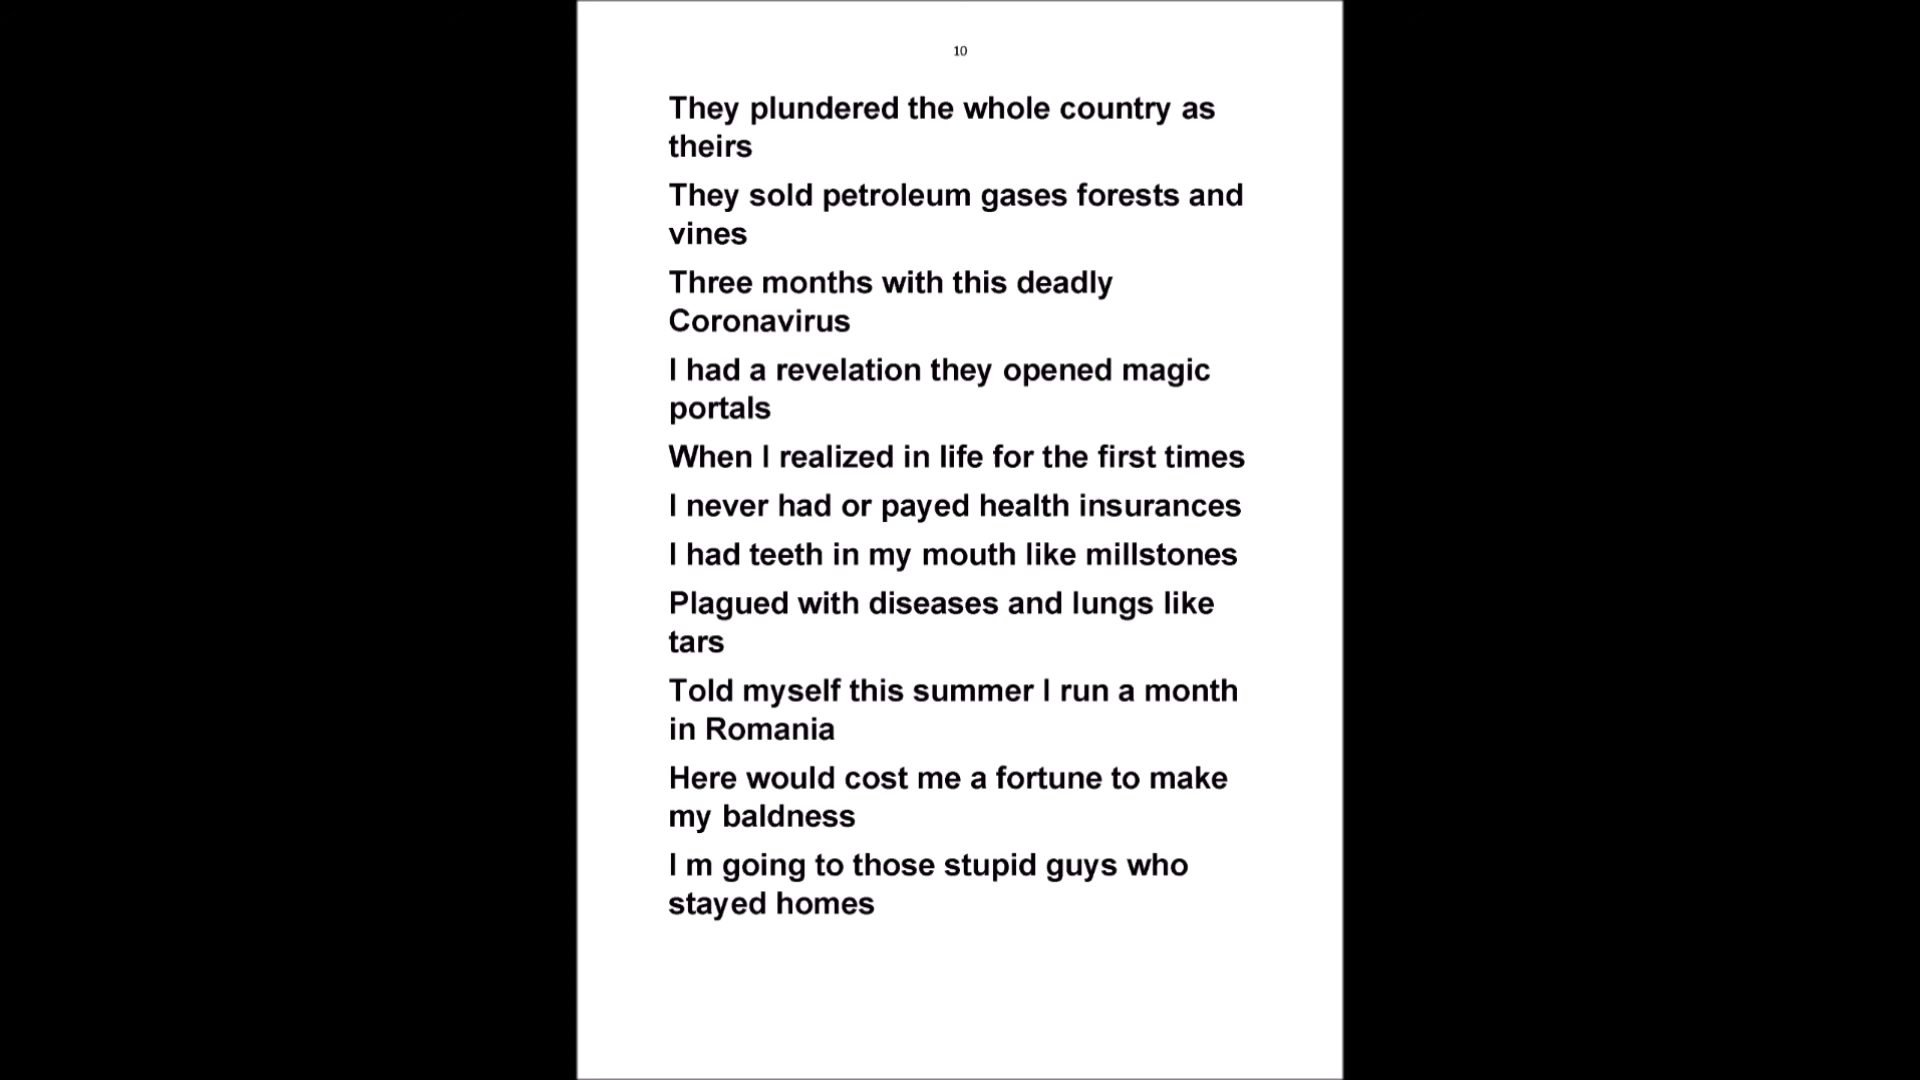 10
They plundered the whole country as
theirs
They sold petroleum gases forests and
vines
Three months with this deadly
Coronavirus
I had a revelation they opened magic
portals
When I realized in life for the first times
I never had or payed health insurances
I had teeth in my mouth like millstones
Plagued with diseases and lungs like
tars
Told myself this summer I run a month
in Romania
Here would cost me a fortune to make
my baldness
I m going to those stupid guys who
stayed homes